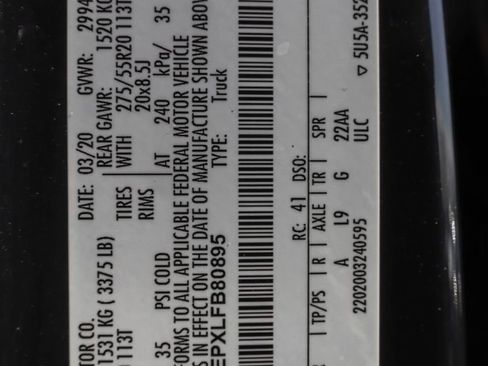 TOR CO.
DATE: 03/20 GVWR: 2994
1531T KG ( 3375 LB)
REAR GAWR: 1520 KG
113T
TIRES WITH 275/55R20 113T
RIMS 20x8.5J
35 PSI COLD AT 240 kPa/ 35
FORMS TO ALL APPLICABLE FEDERAL MOTOR VEHICLE
S IN EFFECT ON THE DATE OF MANUFACTURE SHOWN ABOV
EPXLFB80895 TYPE: Truck
RC: 41 DSO:
TP/PS R AXLE TR SPR
A L9 G 22AA
2202003240595 ULC
▽ 5U5A-352